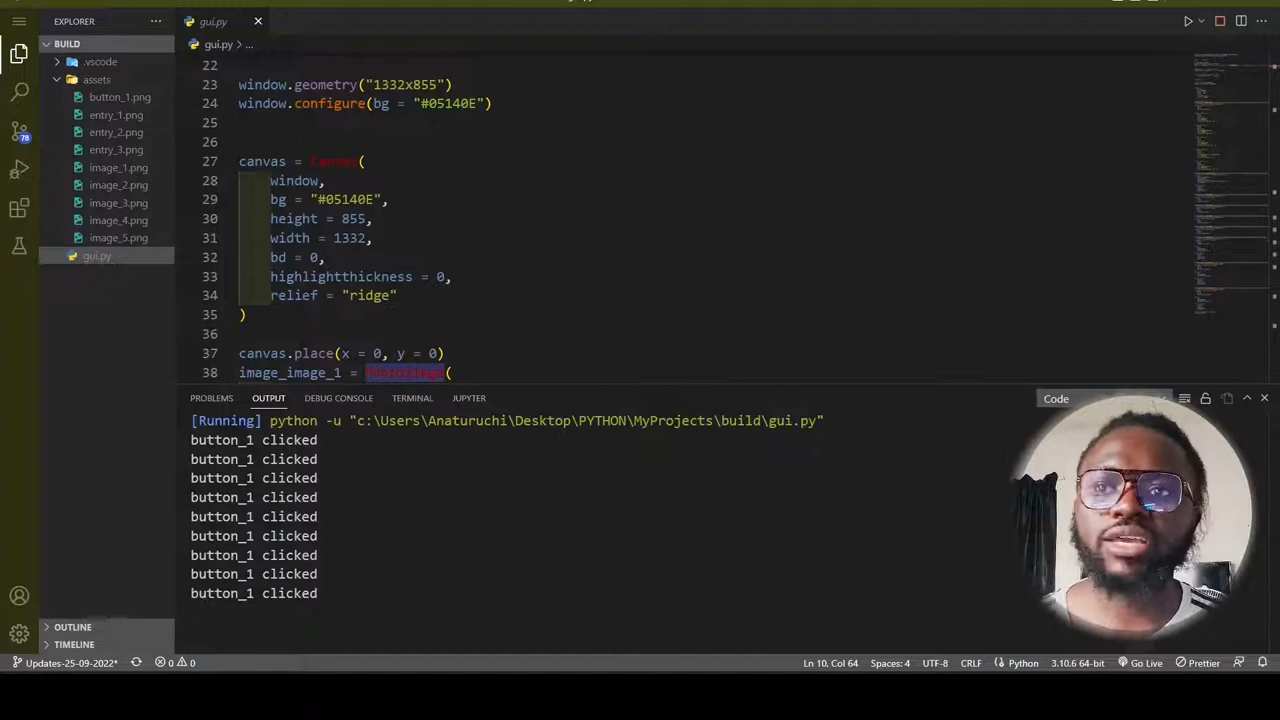 EXPLORER
gui.py
BUILD
gui.py > ...
.vscode
assets
button_1.png
entry_1.png
entry_2.png
entry_3.png
image_1.png
image_2.png
image_3.png
image_4.png
image_5.png
gui.py
22
23 window.geometry("1332x855")
24 window.configure(bg = "#05140E")
25
26
27 canvas = Canvas(
28 window,
29 bg = "#05140E",
30 height = 855,
31 width = 1332,
32 bd = 0,
33 highlightthickness = 0,
34 relief = "ridge"
35 )
36
37 canvas.place(x = 0, y = 0)
38 image_image_1 = PhotoImage(
PROBLEMS OUTPUT DEBUG CONSOLE TERMINAL JUPYTER
Code
[Running] python -u "c:\Users\Anaturuchi\Desktop\PYTHON\MyProjects\build\gui.py"
button_1 clicked
button_1 clicked
button_1 clicked
button_1 clicked
button_1 clicked
button_1 clicked
button_1 clicked
button_1 clicked
button_1 clicked
78
OUTLINE
TIMELINE
Updates-25-09-2022* 0 0 Ln 10, Col 64 Spaces: 4 UTF-8 CRLF Python 3.10.6 64-bit Go Live Prettier